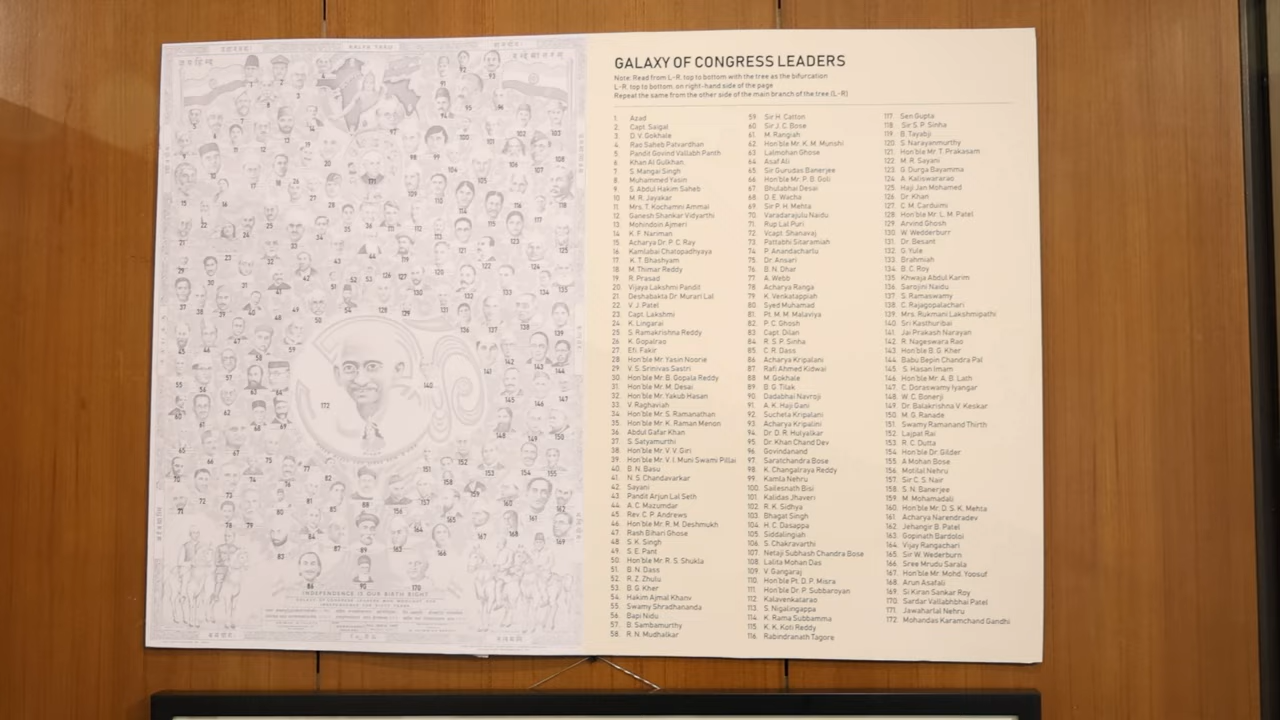 GALAXY OF CONGRESS LEADERS
Note: Read from L-R. top to bottom with the tree as the bifurcation
L-R. top to bottom; on right-hand side of the page
Repeat the same from the other side of the main branch of the tree (L-R)
1. Azad
2. Capt. Saigal
3. D. V. Gokhale
4. Rao Saheb Patvardhan
5. Pandit Govind Vallabh Panth
6. Khan Al Gulkhan
7. S. Mangal Singh
8. Muhammed Yasin
9. S. Abdul Hakim Saheb
10. M. R. Jayakar
11. Mrs. T. Kochamni Ammal
12. Ganesh Shankar Vidyarthi
13. Mohindoin Ajmeri
14. K. F. Nariman
15. Acharya Dr. P. C. Ray
16. Kamlabai Chatopadhyaya
17. K. T. Bhashyam
18. M. Thimar Reddy
19. R. Prasad
20. Vijaya Lakshmi Pandit
21. Deshabakta Dr. Murari Lal
22. V. J. Patel
23. Capt. Lakshmi
24. K. Lingarai
25. S. Ramakrishna Reddy
26. K. Gopalrao
27. Efi. Fakir
28. Hon'ble Mr. Yasin Noorie
29. V. S. Srinivas Sastri
30. Hon'ble Mr. B. Gopala Reddy
31. Hon'ble Mr. M. Desai
32. Hon'ble Mr. Yakub Hasan
33. V. Raghaviah
34. Hon'ble Mr. S. Ramanathan
35. Hon'ble Mr. K. Raman Menon
36. Abdul Gafar Khan
37. S. Satyamurthi
38. Hon'ble Mr. V. V. Giri
39. Hon'ble Mr. V. I. Muni Swami Pillai
40. B. N. Basu
41. N. S. Chandavarkar
42. Sayani
43. Pandit Arjun Lal Seth
44. A. C. Mazumdar
45. Rev. C. P. Andrews
46. Hon'ble Mr. R. M. Deshmukh
47. Rash Bihari Ghose
48. S. K. Singh
49. S. E. Pant
50. Hon'ble Mr. R. S. Shukla
51. B. N. Dass
52. R. Z. Zhulu
53. B. G. Kher
54. Hakim Ajmal Khanv
55. Swamy Shradhananda
56. Bapi Nidu
57. B. Sambamurthy
58. R. N. Mudhalkar
59. Sir H. Catton
60. Sir J. C. Bose
61. M. Rangiah
62. Hon'ble Mr. K. M. Munshi
63. Lalmohan Ghose
64. Asaf Ali
65. Sir Gurudas Banerjee
66. Hon'ble Mr. P. B. Goli
67. Bhulabhai Desai
68. D. E. Wacha
69. Sir P. H. Mehta
70. Varadarajulu Naidu
71. Rup Lal Puri
72. Vcapt. Shanavaj
73. Pattabhi Sitaramiah
74. P. Anandacharlu
75. Dr. Ansari
76. B. N. Dhar
77. A. Webb
78. Acharya Ranga
79. K. Venkatappiah
80. Syed Muhamad
81. Pt. M. M. Malaviya
82. P. C. Ghosh
83. Capt. Dilan
84. R. S. P. Sinha
85. C. R. Dass
86. Acharya Kripalani
87. Rafi Ahmed Kidwai
88. M. Gokhale
89. B. G. Tilak
90. Dadabhai Navroji
91. A. K. Haji Gani
92. Sucheta Kripalani
93. Acharya Kripalini
94. Dr. D. R. Hulyalkar
95. Dr. Khan Chand Dev
96. Govindanand
97. Saratchandra Bose
98. K. Changalraya Reddy
99. Kamla Nehru
100. Sailesnath Bisi
101. Kalidas Jhaveri
102. R. K. Sidhya
103. Bhagat Singh
104. H. C. Dasappa
105. Siddalingiah
106. S. Chakravarthi
107. Netaji Subhash Chandra Bose
108. Lalita Mohan Das
109. V. Gangaraj
110. Hon'ble Pt. D. P. Misra
111. Hon'ble Dr. P. Subbaroyan
112. Kalavenkatarao
113. S. Nigalingappa
114. K. Rama Subbamma
115. K. K. Koti Reddy
116. Rabindranath Tagore
117. Sen Gupta
118. Sir S. P. Sinha
119. B. Tayabji
120. S. Narayanmurthy
121. Hon'ble Mr. T. Prakasam
122. M. R. Sayani
123. G. Durga Bayamma
124. A. Kaliswararao
125. Haji Jan Mohamed
126. Dr. Khan
127. C. M. Carduimi
128. Hon'ble Mr. L. M. Patel
129. Arvind Ghosh
130. W. Wedderburr
131. Dr. Besant
132. G. Yule
133. Brahmiah
134. B. C. Roy
135. Khwaja Abdul Karim
136. Sarojini Naidu
137. S. Ramaswamy
138. C. Rajagopalachari
139. Mrs. Rukmani Lakshmipathi
140. Sri Kasthuribai
141. Jai Prakash Narayan
142. R. Nageswara Rao
143. Hon'ble B. G. Kher
144. Babu Bepin Chandra Pal
145. S. Hasan Imam
146. Hon'ble Mr. A. B. Lath
147. C. Doraswamy Iyangar
148. W. C. Bonerji
149. Dr. Balakrishna V. Keskar
150. M. G. Ranade
151. Swamy Ramanand Thirth
152. Lajpat Rai
153. R. C. Dutta
154. Hon'ble Dr. Gilder
155. A Mohan Bose
156. Motilal Nehru
157. Sir C. S. Nair
158. S. N. Banerjee
159. M. Mohamadali
160. Hon'ble Mr. D. S. K. Mehta
161. Acharya Narendradev
162. Jehangir B. Patel
163. Gopinath Bardoloi
164. Vijay Rangachari
165. Sir W. Wederburn
166. Sree Mrudu Sarala
167. Hon'ble Mr. Mohd. Yoosuf
168. Arun Asafali
169. Si Kiran Sankar Roy
170. Sardar Vallabhbhai Patel
171. Jawaharlal Nehru
172. Mohandas Karamchand Gandhi
INDEPENDENCE IS OUR BIRTH RIGHT